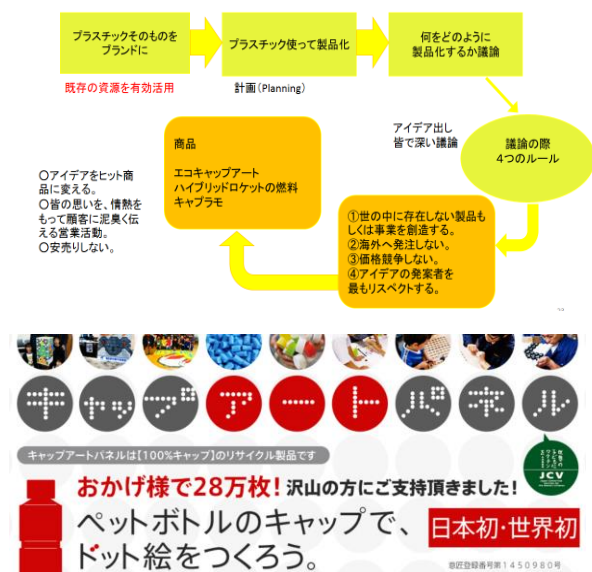 プラスチックそのものを
ブランドに
プラスチック使って製品化
何をどのように
製品化するか議論
既存の資源を有効活用
計画(Planning)
アイデア出し
皆で深い議論
議論の際
4つのルール
商品
エコキャップアート
ハイブリッドロケットの燃料
キャプラモ
〇アイデアをヒット商
品に変える。
〇皆の思いを、情熱を
もって顧客に泥臭く伝
える営業活動。
〇安売りしない。
①世の中に存在しない製品も
しくは事業を創造する。
②海外へ発注しない。
③価格競争しない。
④アイデアの発案者を
最もリスペクトする。
キャップアートパネル
キャップアートパネルは【100%キャップ】のリサイクル製品です
JCV
おかげ様で28万枚!沢山の方にご支持頂きました!
ペットボトルのキャップで、
日本初・世界初
ドット絵をつくろう。
意匠登録番号第1450980号